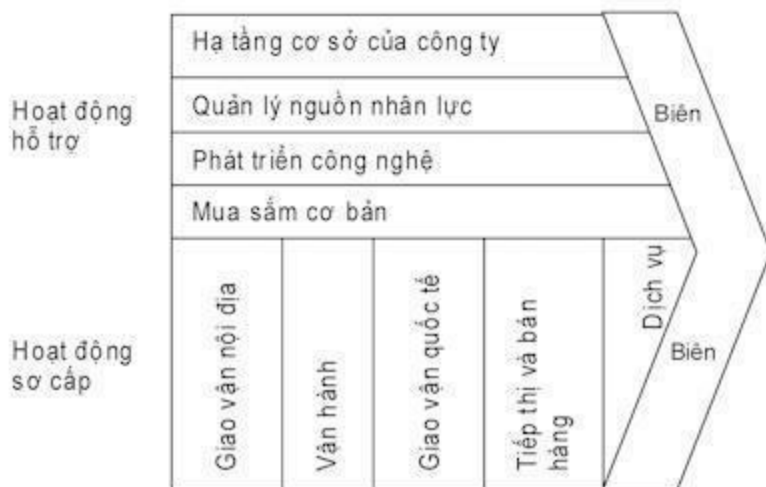 Hoạt động
hỗ trợ
Hạ tầng cơ sở của công ty
Quản lý nguồn nhân lực
Phát triển công nghệ
Mua sắm cơ bản
Biên
Hoạt động
sơ cấp
Giao vận nội địa
Vận hành
Giao vận quốc tế
Tiếp thị và bán
hàng
Dịch vụ
Biên